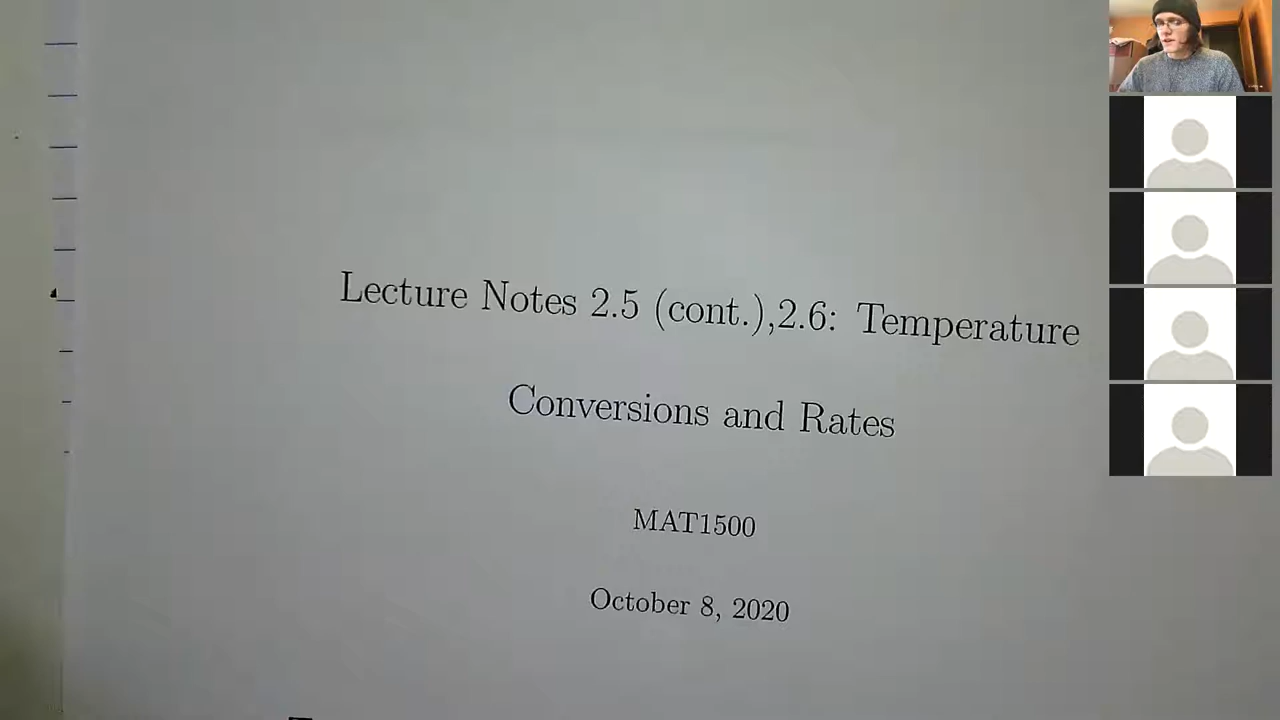 Lecture Notes 2.5 (cont.),2.6: Temperature
Conversions and Rates
MAT1500
October 8, 2020